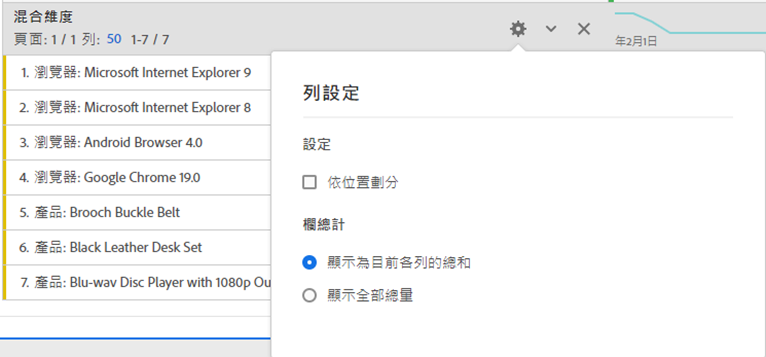 混合維度
頁面: 1 / 1 列: 50 1-7 / 7
年2月1日
1. 瀏覽器: Microsoft Internet Explorer 9
2. 瀏覽器: Microsoft Internet Explorer 8
3. 瀏覽器: Android Browser 4.0
4. 瀏覽器: Google Chrome 19.0
5. 產品: Brooch Buckle Belt
6. 產品: Black Leather Desk Set
7. 產品: Blu-wav Disc Player with 1080p Ou
列設定
設定
依位置劃分
欄總計
顯示為目前各列的總和
顯示全部總量